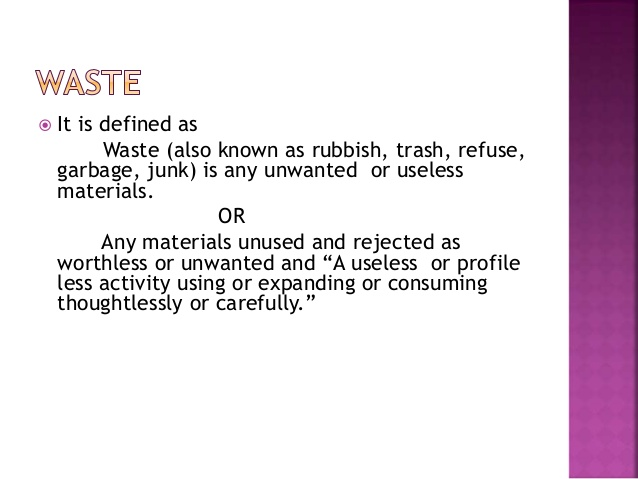 WASTE
It is defined as
Waste (also known as rubbish, trash, refuse,
garbage, junk) is any unwanted or useless
materials.
OR
Any materials unused and rejected as
worthless or unwanted and “A useless or profile
less activity using or expanding or consuming
thoughtlessly or carefully.”